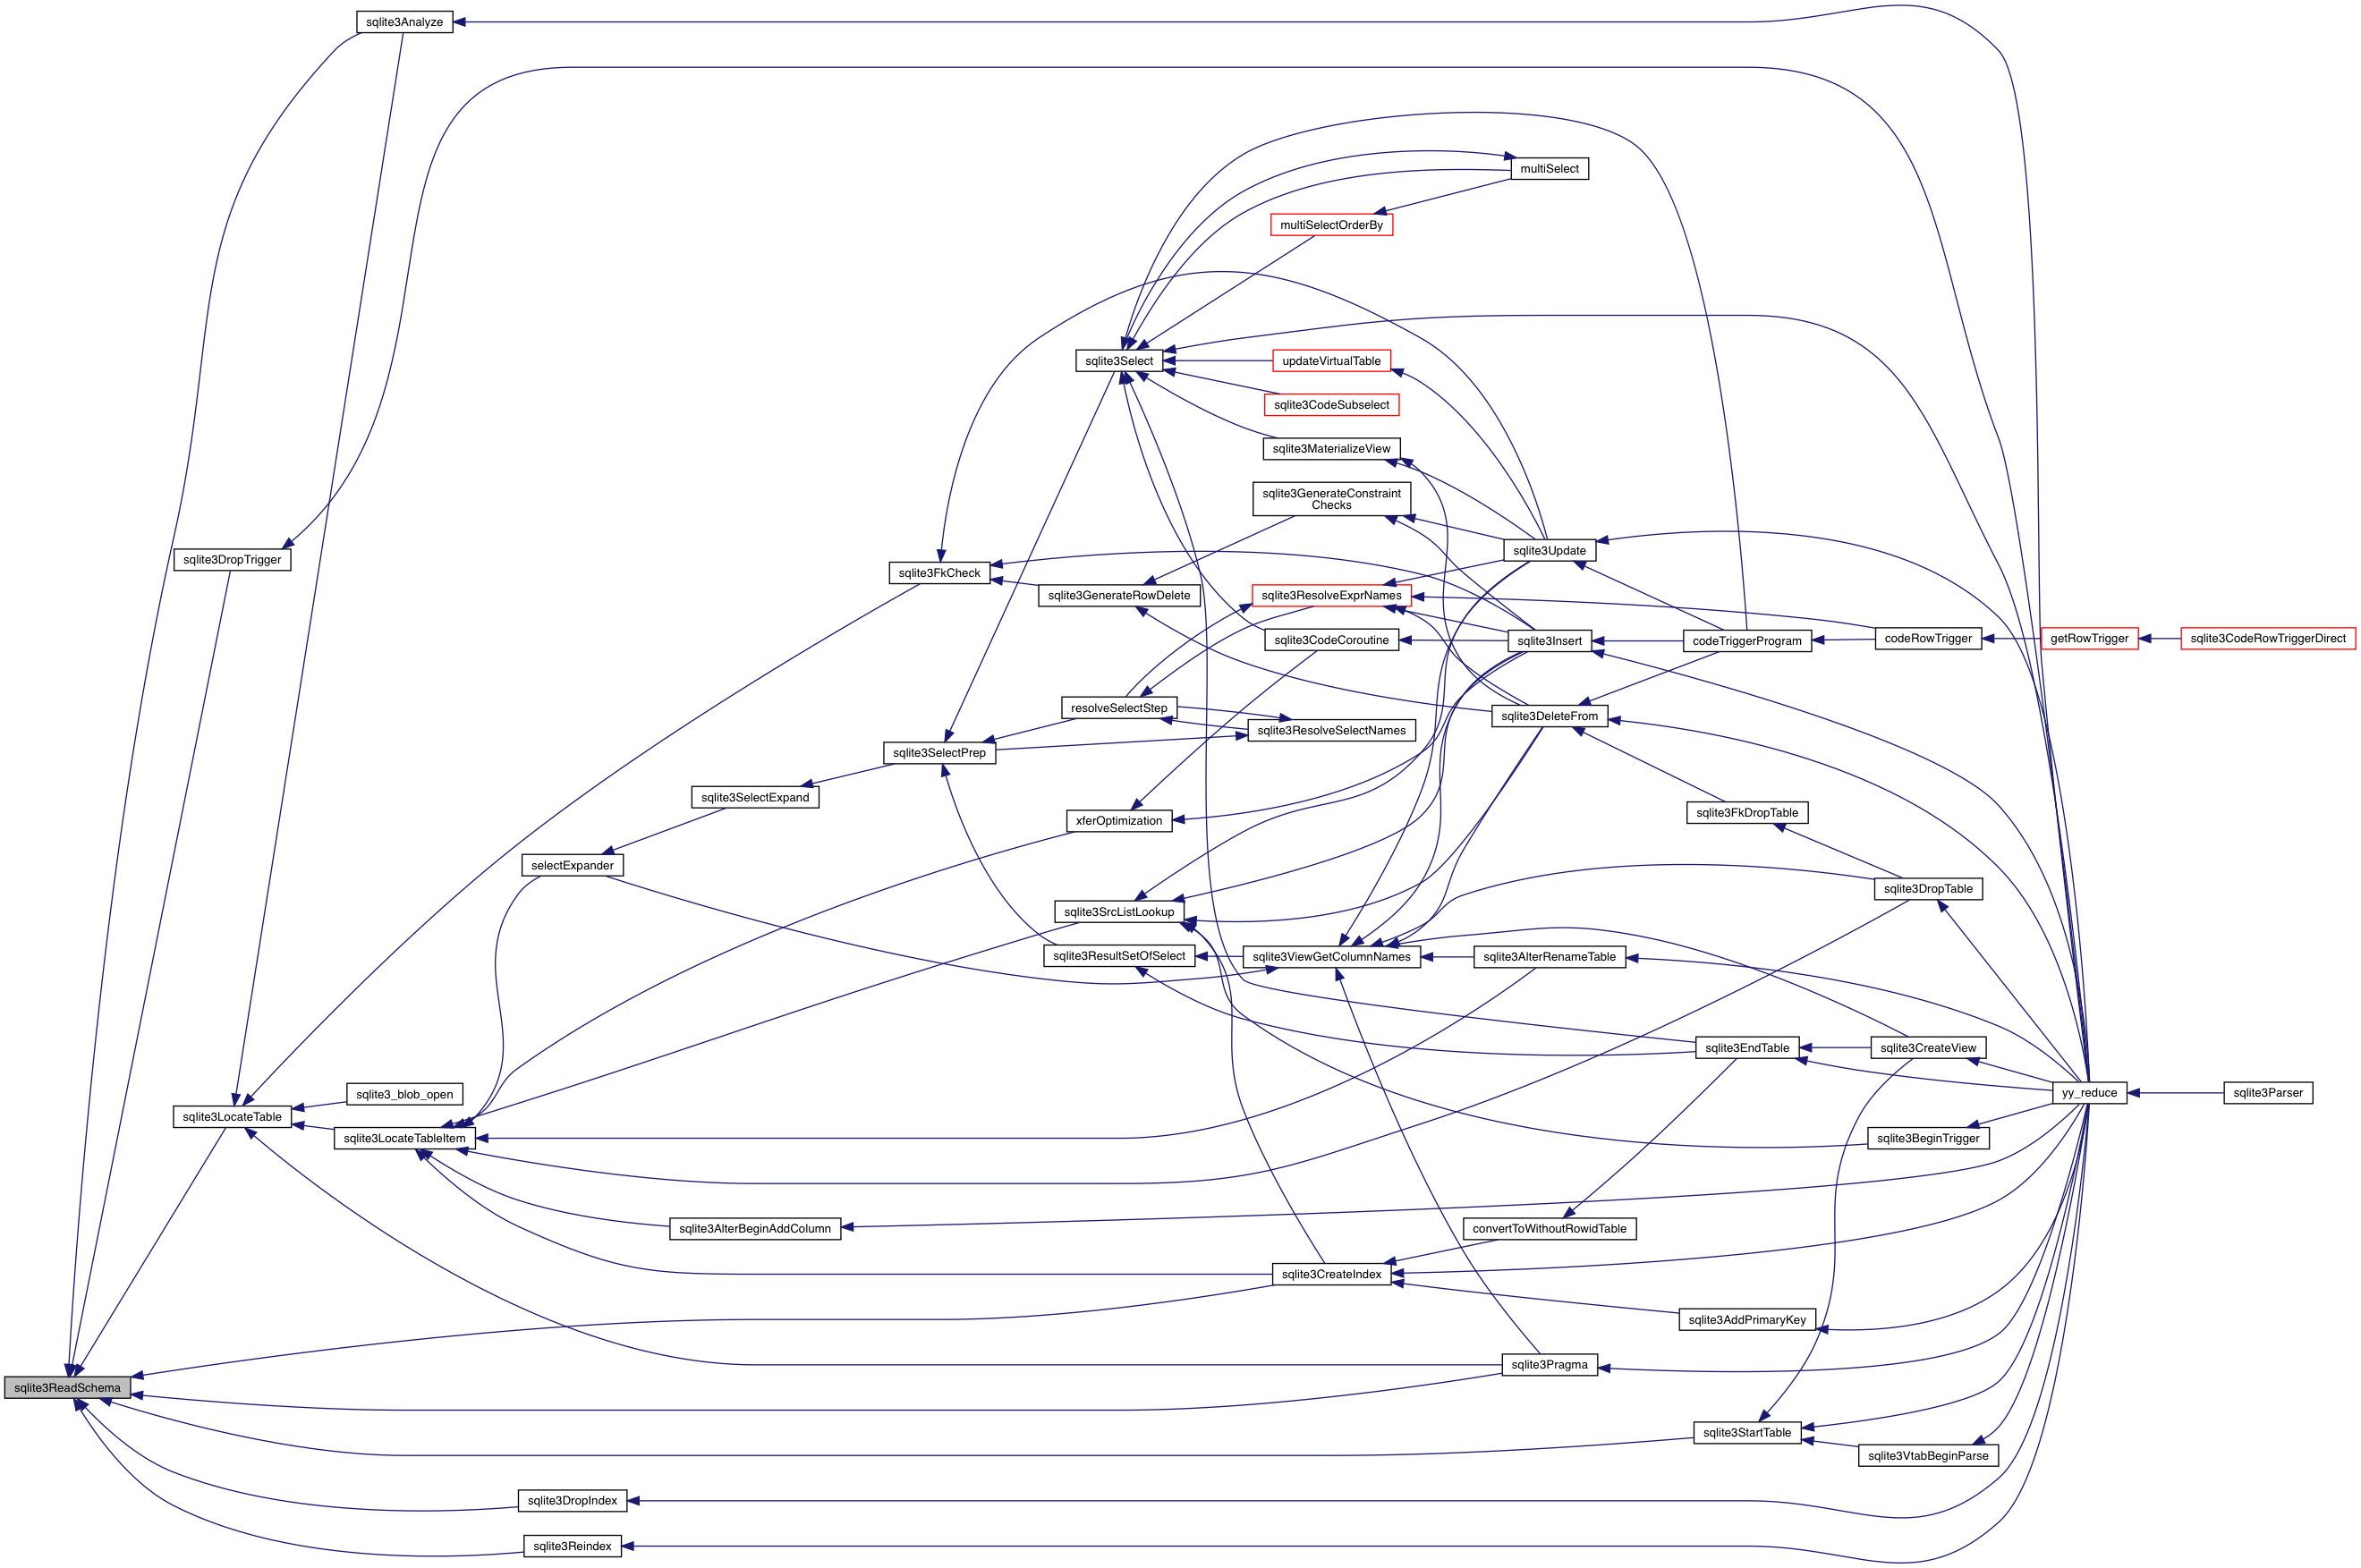 sqlite3Analyze
multiSelect
multiSelectOrderBy
sqlite3Select
updateVirtualTable
sqlite3CodeSubselect
sqlite3MaterializeView
sqlite3GenerateConstraint
Checks
sqlite3Update
sqlite3DropTrigger
sqlite3FkCheck
sqlite3GenerateRowDelete
sqlite3ResolveExprNames
sqlite3CodeCoroutine
sqlite3Insert
codeTriggerProgram
codeRowTrigger
getRowTrigger
sqlite3CodeRowTriggerDirect
resolveSelectStep
sqlite3DeleteFrom
sqlite3ResolveSelectNames
sqlite3SelectPrep
sqlite3SelectExpand
sqlite3FkDropTable
xferOptimization
selectExpander
sqlite3DropTable
sqlite3SrcListLookup
sqlite3ResultSetOfSelect
sqlite3ViewGetColumnNames
sqlite3AlterRenameTable
sqlite3EndTable
sqlite3CreateView
sqlite3_blob_open
yy_reduce
sqlite3Parser
sqlite3LocateTable
sqlite3LocateTableItem
sqlite3BeginTrigger
sqlite3AlterBeginAddColumn
convertToWithoutRowidTable
sqlite3CreateIndex
sqlite3AddPrimaryKey
sqlite3Pragma
sqlite3ReadSchema
sqlite3StartTable
sqlite3VtabBeginParse
sqlite3DropIndex
sqlite3Reindex